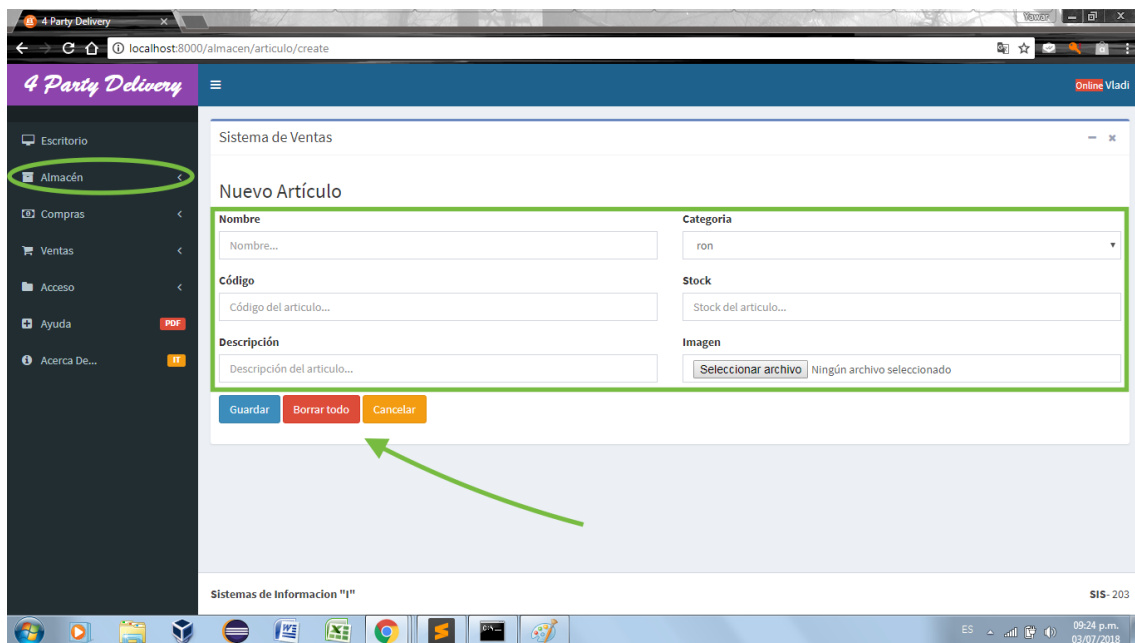 4 Party Delivery
Yawar
localhost:8000/almacen/articulo/create
4 Party Delivery
Online Vladi
Escritorio
Almacén
Compras
Ventas
Acceso
Ayuda PDF
Acerca De... IT
Sistema de Ventas
Nuevo Artículo
Nombre Categoria
Nombre... ron
Código Stock
Código del articulo... Stock del articulo...
Descripción Imagen
Descripción del articulo... Seleccionar archivo Ningún archivo seleccionado
Guardar Borrar todo Cancelar
Sistemas de Informacion "I" SIS- 203
ES 09:24 p.m.
03/07/2018